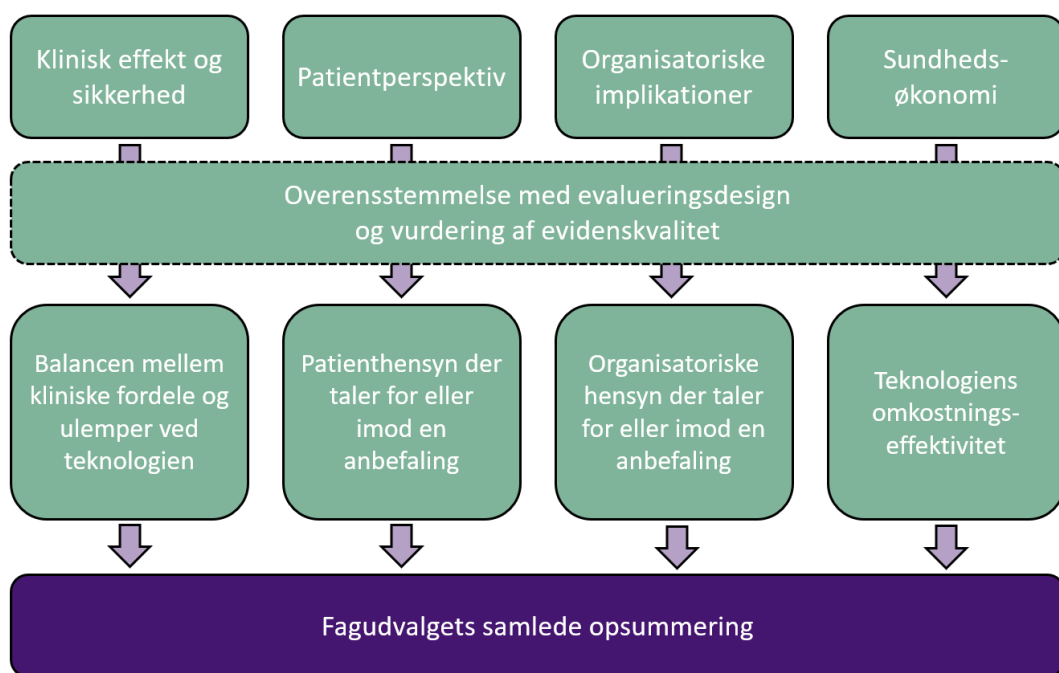 Klinisk effekt og
sikkerhed
Patientperspektiv
Organisatoriske
implikationer
Sundheds-
økonomi
Overensstemmelse med evalueringsdesign
og vurdering af evidenskvalitet
Balancen mellem
kliniske fordele og
ulemper ved
teknologien
Patienthensyn der
taler for eller
imod en
anbefaling
Organisatoriske
hensyn der taler
for eller imod en
anbefaling
Teknologiens
omkostnings-
effektivitet
Fagudvalgets samlede opsummering